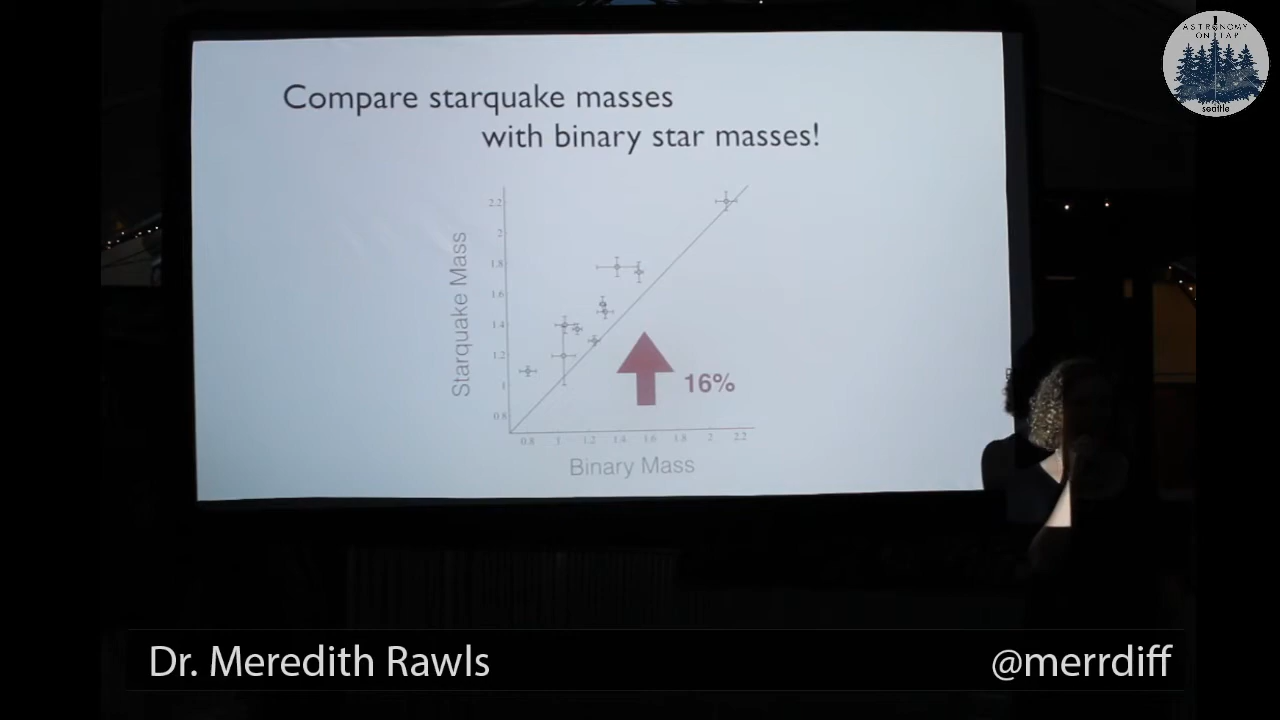 ASTRONOMY
ON TAP
seattle
Compare starquake masses
with binary star masses!
Starquake Mass
2.2
2
1.8
1.6
1.4
1.2
1
0.8
16%
0.8 1 1.2 1.4 1.6 1.8 2 2.2
Binary Mass
Dr. Meredith Rawls
@merrdiff